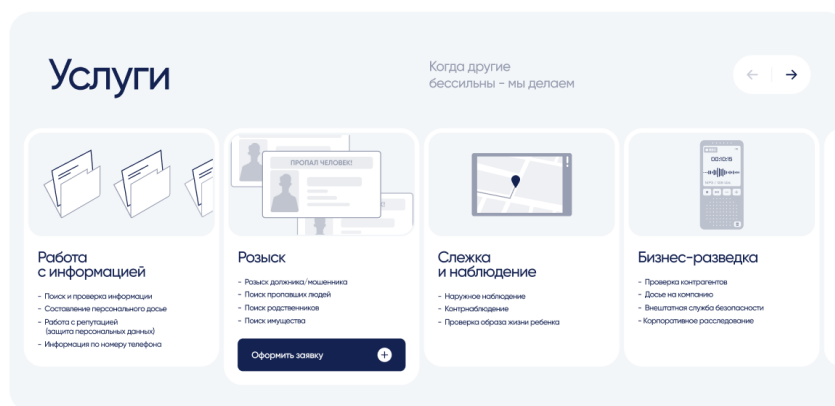 Услуги
Когда другие
бессильны - мы делаем
ПРОПАЛ ЧЕЛОВЕК!
00:10:15
Работа
с информацией
- Поиск и проверка информации
- Составление персонального досье
- Работа с репутацией
(защита персональных данных)
- Информация по номеру телефона
Розыск
- Розыск должника/мошенника
- Поиск пропавших людей
- Поиск родственников
- Поиск имущества
Оформить заявку
Слежка
и наблюдение
- Наружное наблюдение
- Контрнаблюдение
- Проверка образа жизни ребенка
Бизнес-разведка
- Проверка контрагентов
- Досье на компанию
- Внештатная служба безопасности
- Корпоративное расследование